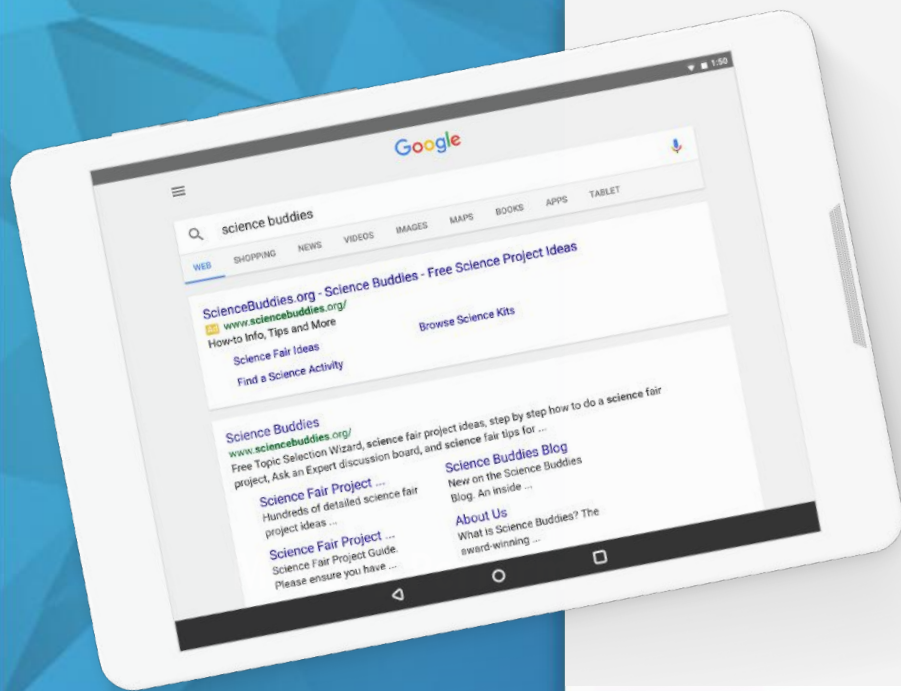 1:50
Google
science buddies
WEB SHOPPING NEWS VIDEOS IMAGES MAPS BOOKS APPS TABLET
ScienceBuddies.org - Science Buddies - Free Science Project Ideas
Ad www.sciencebuddies.org/
How-to Info, Tips and More
Science Fair Ideas Browse Science Kits
Find a Science Activity
Science Buddies
www.sciencebuddies.org/
Free Topic Selection Wizard, science fair project ideas, step by step how to do a science fair
project, Ask an Expert discussion board, and science fair tips for ...
Science Fair Project ...
Hundreds of detailed science fair
project ideas ...
Science Buddies Blog
New on the Science Buddies
Blog. An inside ...
Science Fair Project ...
Science Fair Project Guide.
Please ensure you have ...
About Us
What is Science Buddies? The
award-winning ...